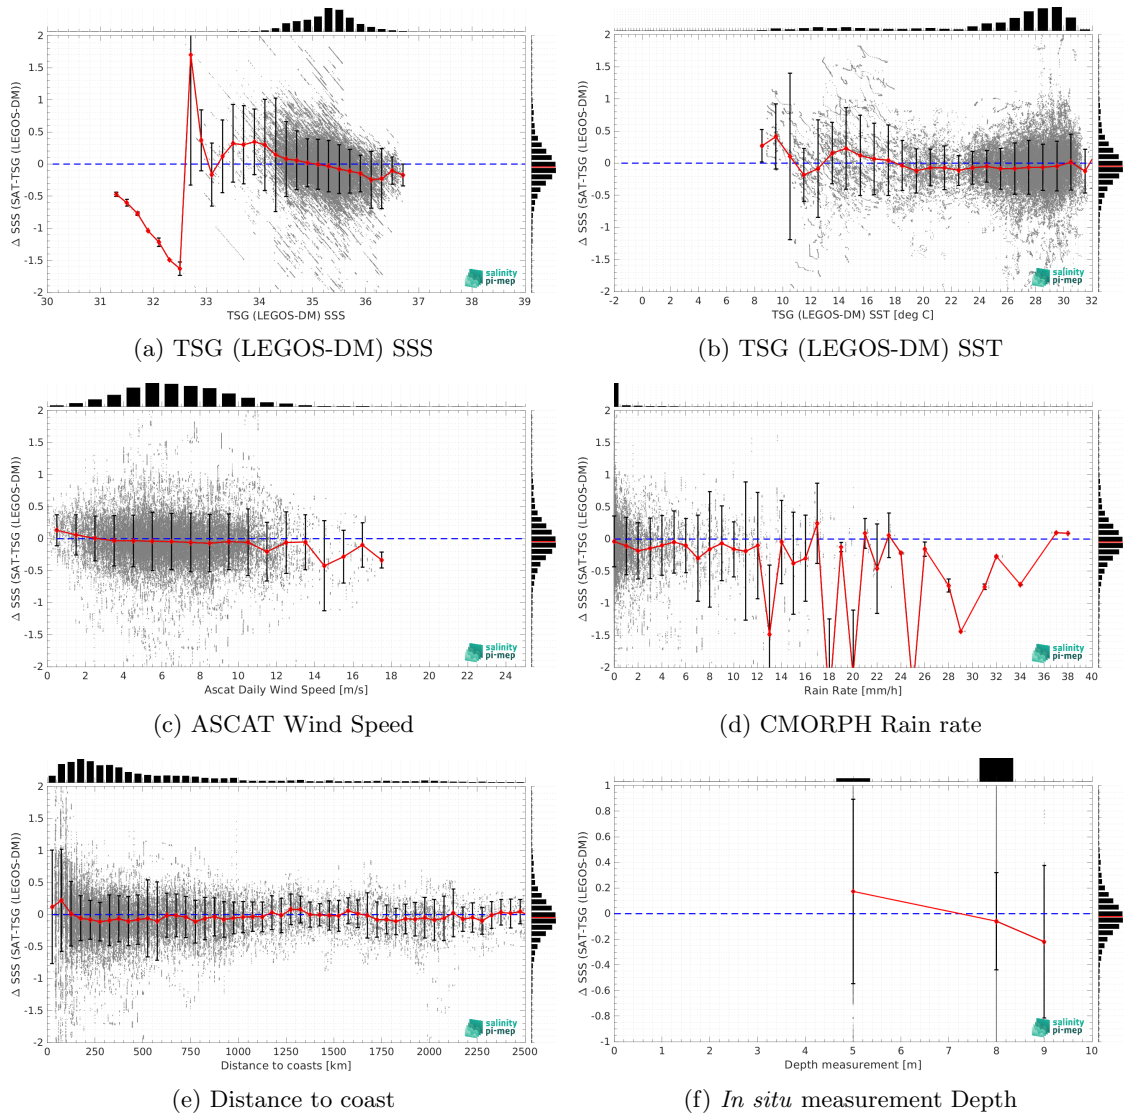 2
1.5
1
0.5
0
-0.5
-1
-1.5
-2
Δ SSS (SAT-TSG (LEGOS-DM))
30 31 32 33 34 35 36 37 38 39
TSG (LEGOS-DM) SSS
salinity
pi-mep
(a) TSG (LEGOS-DM) SSS
2
1.5
1
0.5
0
-0.5
-1
-1.5
-2
Δ SSS (SAT-TSG (LEGOS-DM))
-2 0 2 4 6 8 10 12 14 16 18 20 22 24 26 28 30 32
TSG (LEGOS-DM) SST [deg C]
salinity
pi-mep
(b) TSG (LEGOS-DM) SST
2
1.5
1
0.5
0
-0.5
-1
-1.5
-2
Δ SSS (SAT-TSG (LEGOS-DM))
0 2 4 6 8 10 12 14 16 18 20 22 24
Ascat Daily Wind Speed [m/s]
salinity
pi-mep
(c) ASCAT Wind Speed
2
1.5
1
0.5
0
-0.5
-1
-1.5
-2
Δ SSS (SAT-TSG (LEGOS-DM))
0 2 4 6 8 10 12 14 16 18 20 22 24 26 28 30 32 34 36 38 40
Rain Rate [mm/h]
salinity
pi-mep
(d) CMORPH Rain rate
2
1.5
1
0.5
0
-0.5
-1
-1.5
-2
Δ SSS (SAT-TSG (LEGOS-DM))
0 250 500 750 1000 1250 1500 1750 2000 2250 2500
Distance to coasts [km]
salinity
pi-mep
(e) Distance to coast
1
0.8
0.6
0.4
0.2
0
-0.2
-0.4
-0.6
-0.8
-1
Δ SSS (SAT-TSG (LEGOS-DM))
0 1 2 3 4 5 6 7 8 9 10
Depth measurement [m]
salinity
pi-mep
(f) In situ measurement Depth